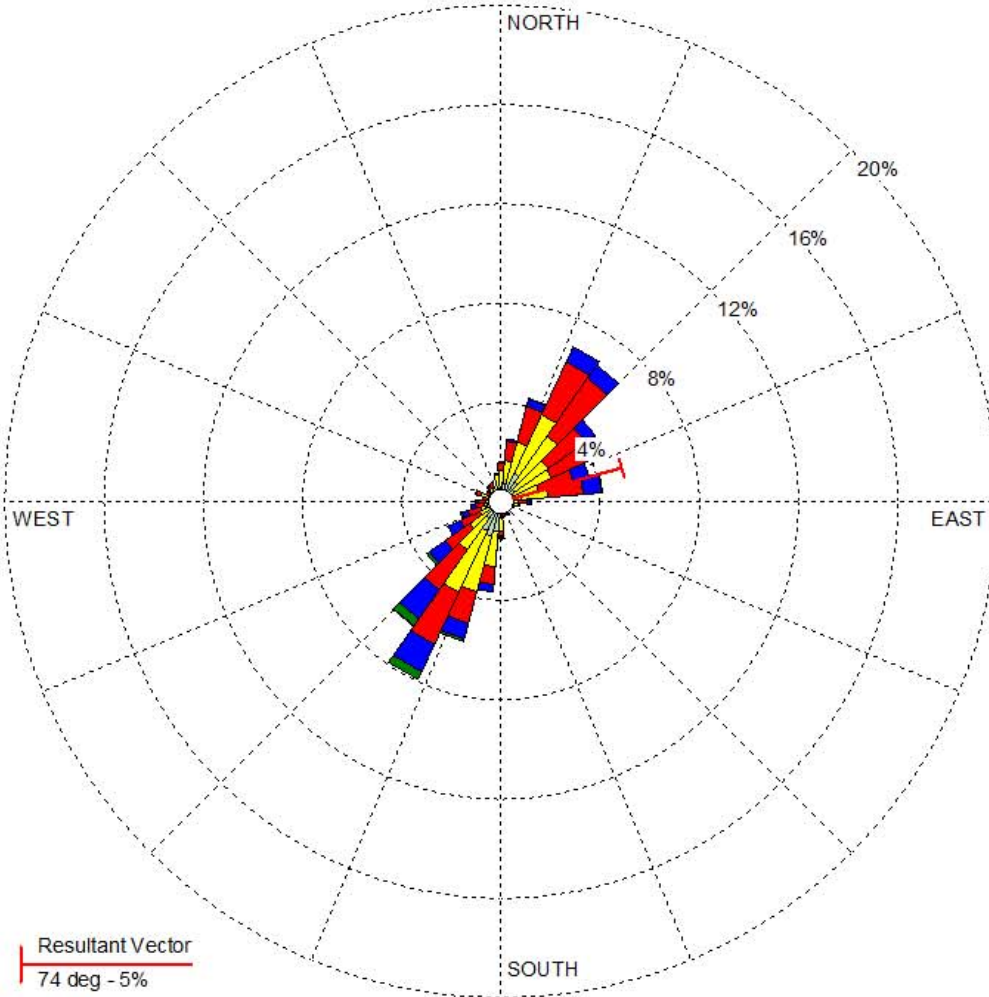 NORTH
20%
16%
12%
8%
4%
WEST
EAST
Resultant Vector
74 deg - 5%
SOUTH